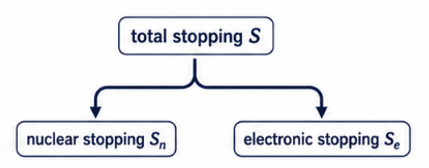 total stopping S
nuclear stopping Sₙ
electronic stopping Sₑ